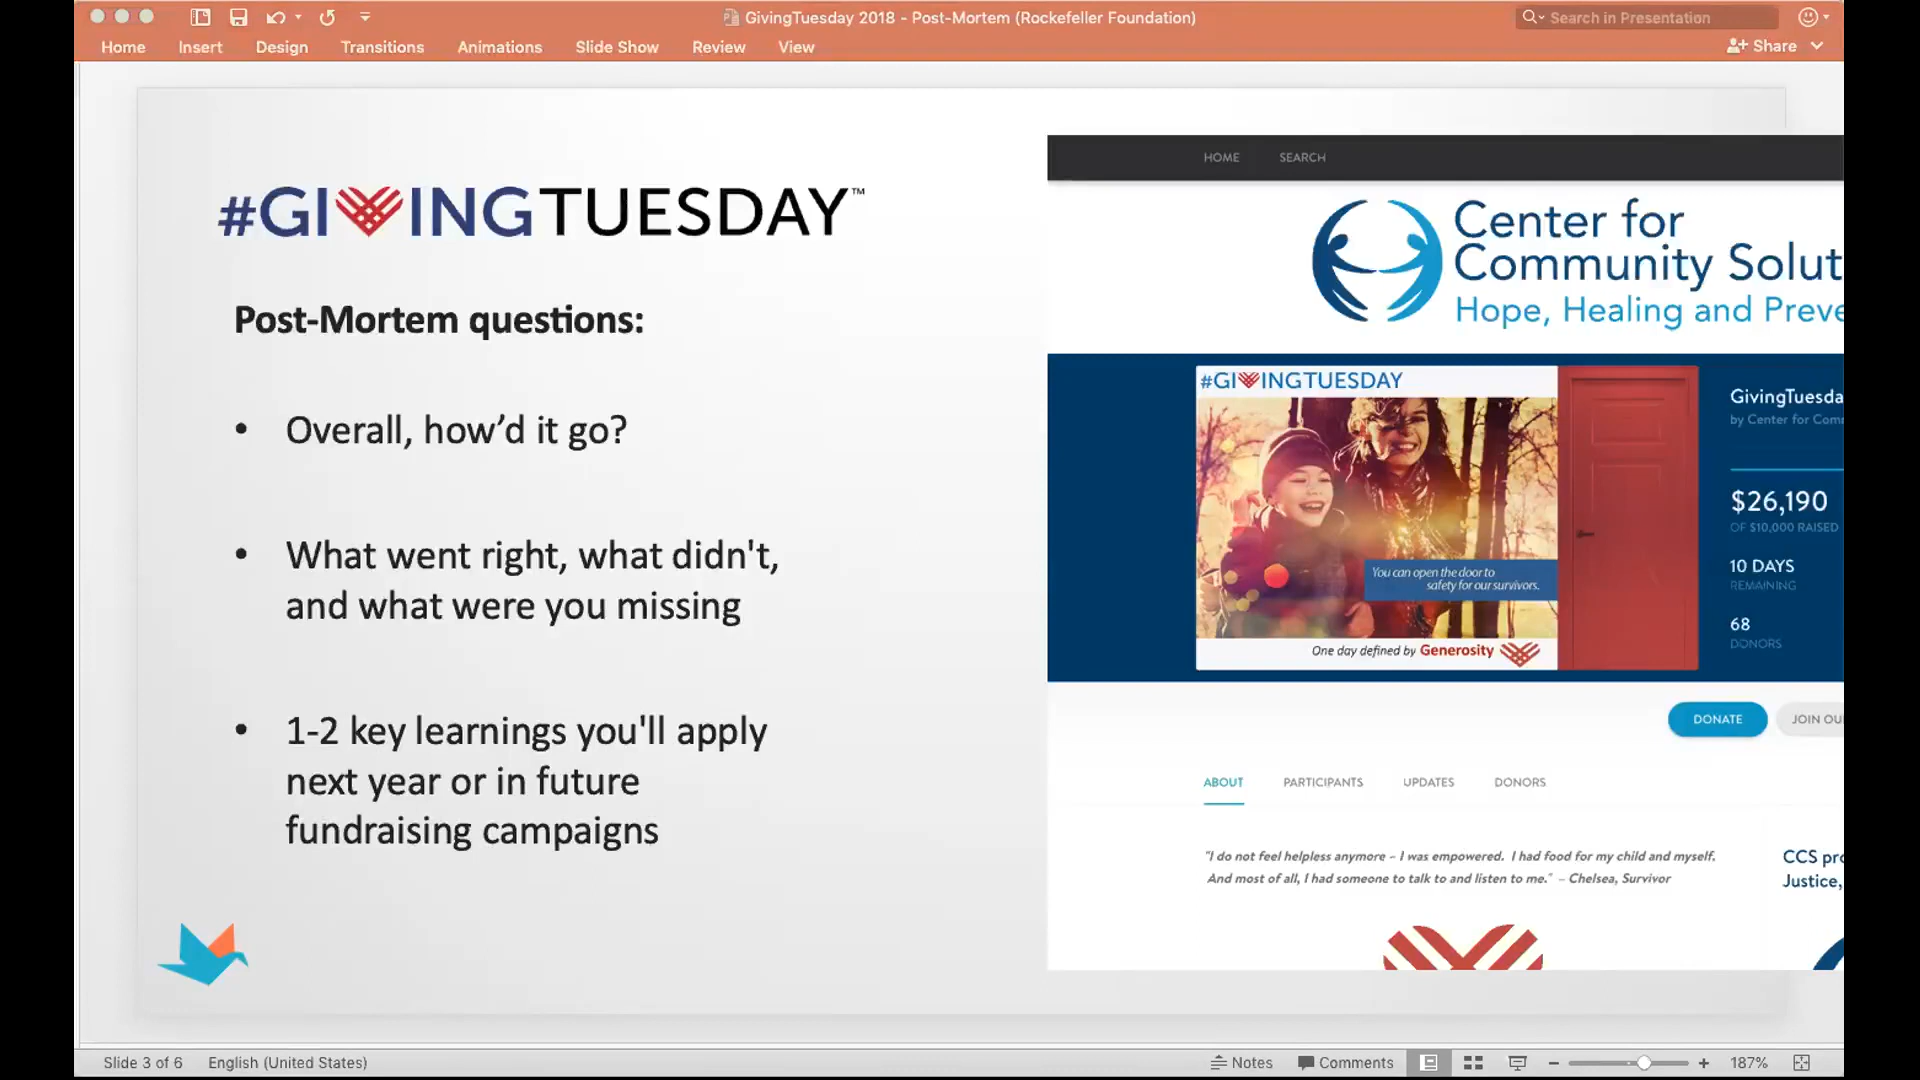 GivingTuesday 2018 - Post-Mortem (Rockefeller Foundation)
Search in Presentation
Home Insert Design Transitions Animations Slide Show Review View
Share
#GIVINGTUESDAY™
Post-Mortem questions:
• Overall, how’d it go?
• What went right, what didn't,
and what were you missing
• 1-2 key learnings you'll apply
next year or in future
fundraising campaigns
HOME SEARCH
Center for
Community Solut
Hope, Healing and Preve
#GIVINGTUESDAY
You can open the door to
safety for our survivors.
One day defined by Generosity
GivingTuesda
by Center for Com
$26,190
OF $10,000 RAISED
10 DAYS
REMAINING
68
DONORS
DONATE JOIN OU
ABOUT PARTICIPANTS UPDATES DONORS
"I do not feel helpless anymore – I was empowered. I had food for my child and myself.
And most of all, I had someone to talk to and listen to me." – Chelsea, Survivor
CCS pro
Justice,
Slide 3 of 6 English (United States)
Notes Comments 187%